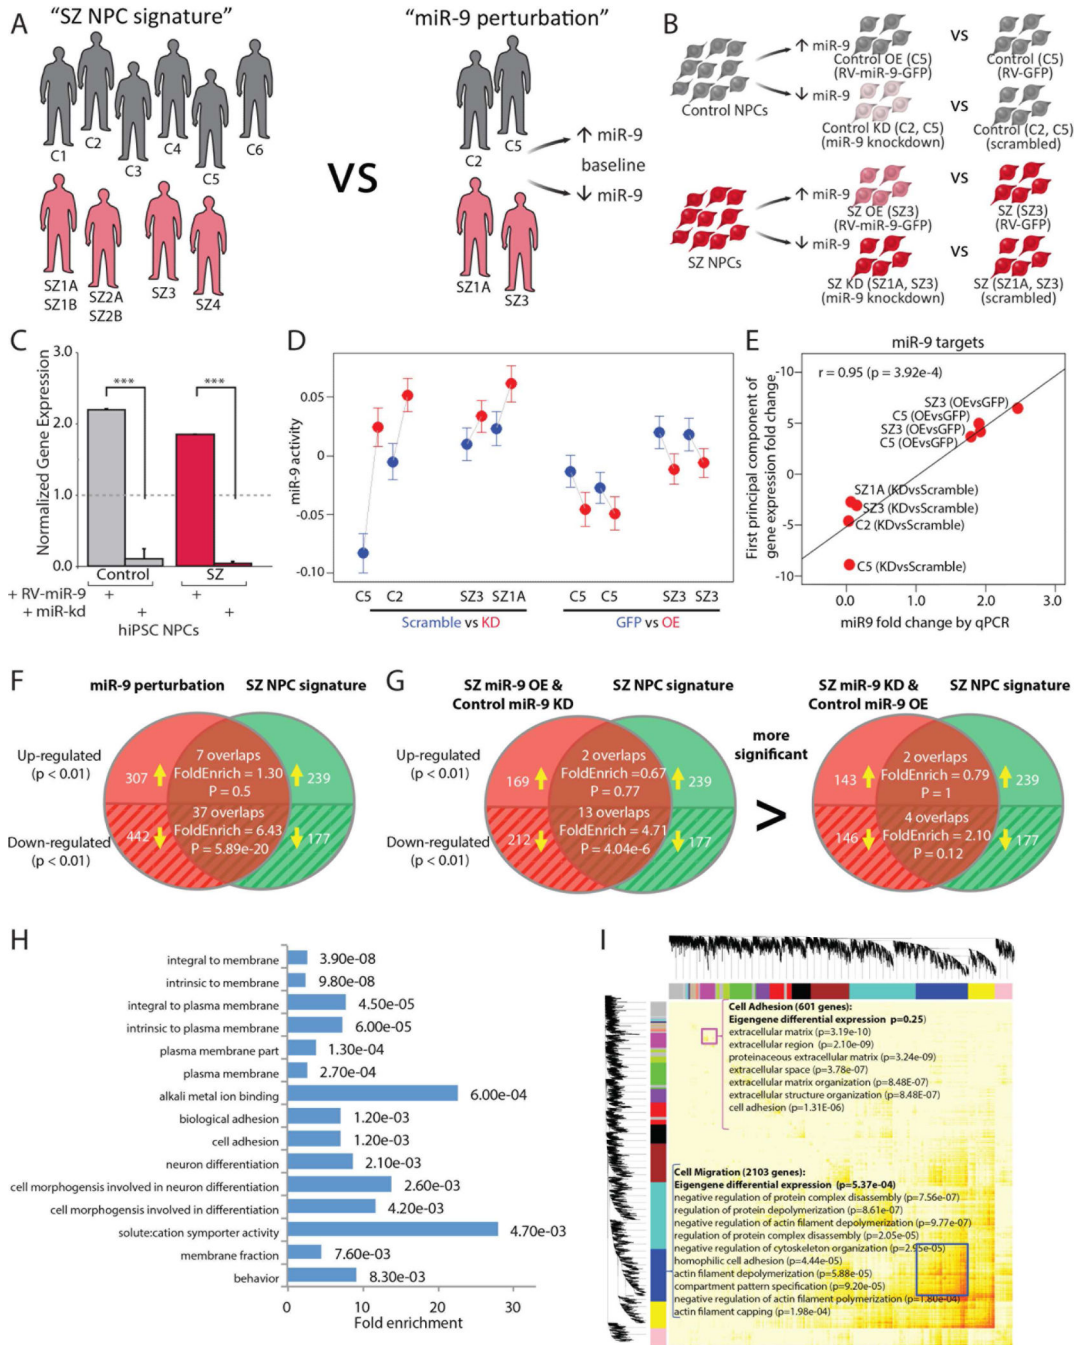 A
"SZ NPC signature"
"miR-9 perturbation"
C1
C2
C3
C4
C5
C6
SZ1A
SZ1B
SZ2A
SZ2B
SZ3
SZ4
VS
C2
C5
SZ1A
SZ3
↑ miR-9
baseline
↓ miR-9
B
Control NPCs
↑ miR-9
Control OE (C5)
(RV-miR-9-GFP)
VS
Control (C5)
(RV-GFP)
↓ miR-9
Control KD (C2, C5)
(miR-9 knockdown)
VS
Control (C2, C5)
(scrambled)
SZ NPCs
↑ miR-9
SZ OE (SZ3)
(RV-miR-9-GFP)
VS
SZ (SZ3)
(RV-GFP)
↓ miR-9
SZ KD (SZ1A, SZ3)
(miR-9 knockdown)
VS
SZ (SZ1A, SZ3)
(scrambled)
C
Normalized Gene Expression
3.0
2.0
1.0
0.0
***
***
Control
SZ
+ RV-miR-9 + +
+ miR-kd + +
hiPSC NPCs
D
miR-9 activity
0.05
0
-0.05
-0.10
C5 C2 SZ3 SZ1A C5 C5 SZ3 SZ3
Scramble vs KD
GFP vs OE
E
miR-9 targets
r = 0.95 (p = 3.92e-4)
First principal component of
gene expression fold change
-10
5
0
-5
-10
SZ3 (OEvsGFP)
C5 (OEvsGFP)
SZ3 (OEvsGFP)
C5 (OEvsGFP)
SZ1A (KDvsScramble)
SZ3 (KDvsScramble)
C2 (KDvsScramble)
C5 (KDvsScramble)
0.0 1.0 2.0 3.0
miR9 fold change by qPCR
F
miR-9 perturbation
SZ NPC signature
Up-regulated
(p < 0.01)
307
7 overlaps
FoldEnrich = 1.30
P = 0.5
239
Down-regulated
(p < 0.01)
442
37 overlaps
FoldEnrich = 6.43
P = 5.89e-20
177
G
SZ miR-9 OE &
Control miR-9 KD
SZ NPC signature
Up-regulated
(p < 0.01)
169
2 overlaps
FoldEnrich =0.67
P = 0.77
239
Down-regulated
(p < 0.01)
212
13 overlaps
FoldEnrich = 4.71
P = 4.04e-6
177
more
significant
>
SZ miR-9 KD &
Control miR-9 OE
SZ NPC signature
143
2 overlaps
FoldEnrich = 0.79
P = 1
239
146
4 overlaps
FoldEnrich = 2.10
P = 0.12
177
H
integral to membrane 3.90e-08
intrinsic to membrane 9.80e-08
integral to plasma membrane 4.50e-05
intrinsic to plasma membrane 6.00e-05
plasma membrane part 1.30e-04
plasma membrane 2.70e-04
alkali metal ion binding 6.00e-04
biological adhesion 1.20e-03
cell adhesion 1.20e-03
neuron differentiation 2.10e-03
cell morphogensis involved in neuron differentiation 2.60e-03
cell morphogensis involved in differentiation 4.20e-03
solute:cation symporter activity 4.70e-03
membrane fraction 7.60e-03
behavior 8.30e-03
0 10 20 30
Fold enrichment
I
Cell Adhesion (601 genes):
Eigengene differential expression p=0.25)
extracellular matrix (p=3.19e-10)
extracellular region (p=2.10e-09)
proteinaceous extracellular matrix (p=3.24e-09)
extracellular space (p=3.78e-07)
extracellular matrix organization (p=8.48E-07)
extracellular structure organization (p=8.48E-07)
cell adhesion (p=1.31E-06)
Cell Migration (2103 genes):
Eigengene differential expression (p=5.37e-04)
negative regulation of protein complex disassembly (p=7.56e-07)
regulation of protein depolymerization (p=8.61e-07)
negative regulation of actin filament depolymerization (p=9.77e-07)
regulation of protein complex disassembly (p=2.05e-05)
negative regulation of cytoskeleton organization (p=2.95e-05)
homophilic cell adhesion (p=4.44e-05)
actin filament depolymerization (p=5.88e-05)
compartment pattern specification (p=9.20e-05)
negative regulation of actin filament polymerization (p=1.80e-04)
actin filament capping (p=1.98e-04)